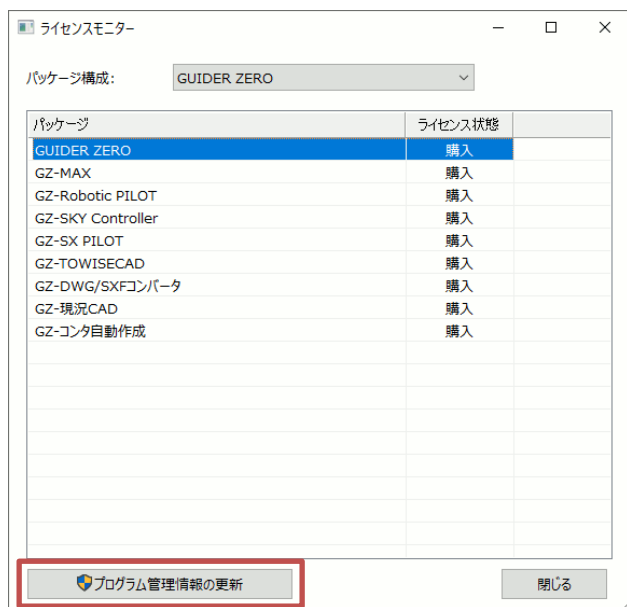 ライセンスモニター
パッケージ構成: GUIDER ZERO
パッケージ ライセンス状態
GUIDER ZERO 購入
GZ-MAX 購入
GZ-Robotic PILOT 購入
GZ-SKY Controller 購入
GZ-SX PILOT 購入
GZ-TOWISECAD 購入
GZ-DWG/SXFコンバータ 購入
GZ-現況CAD 購入
GZ-コンタ自動作成 購入
プログラム管理情報の更新 閉じる